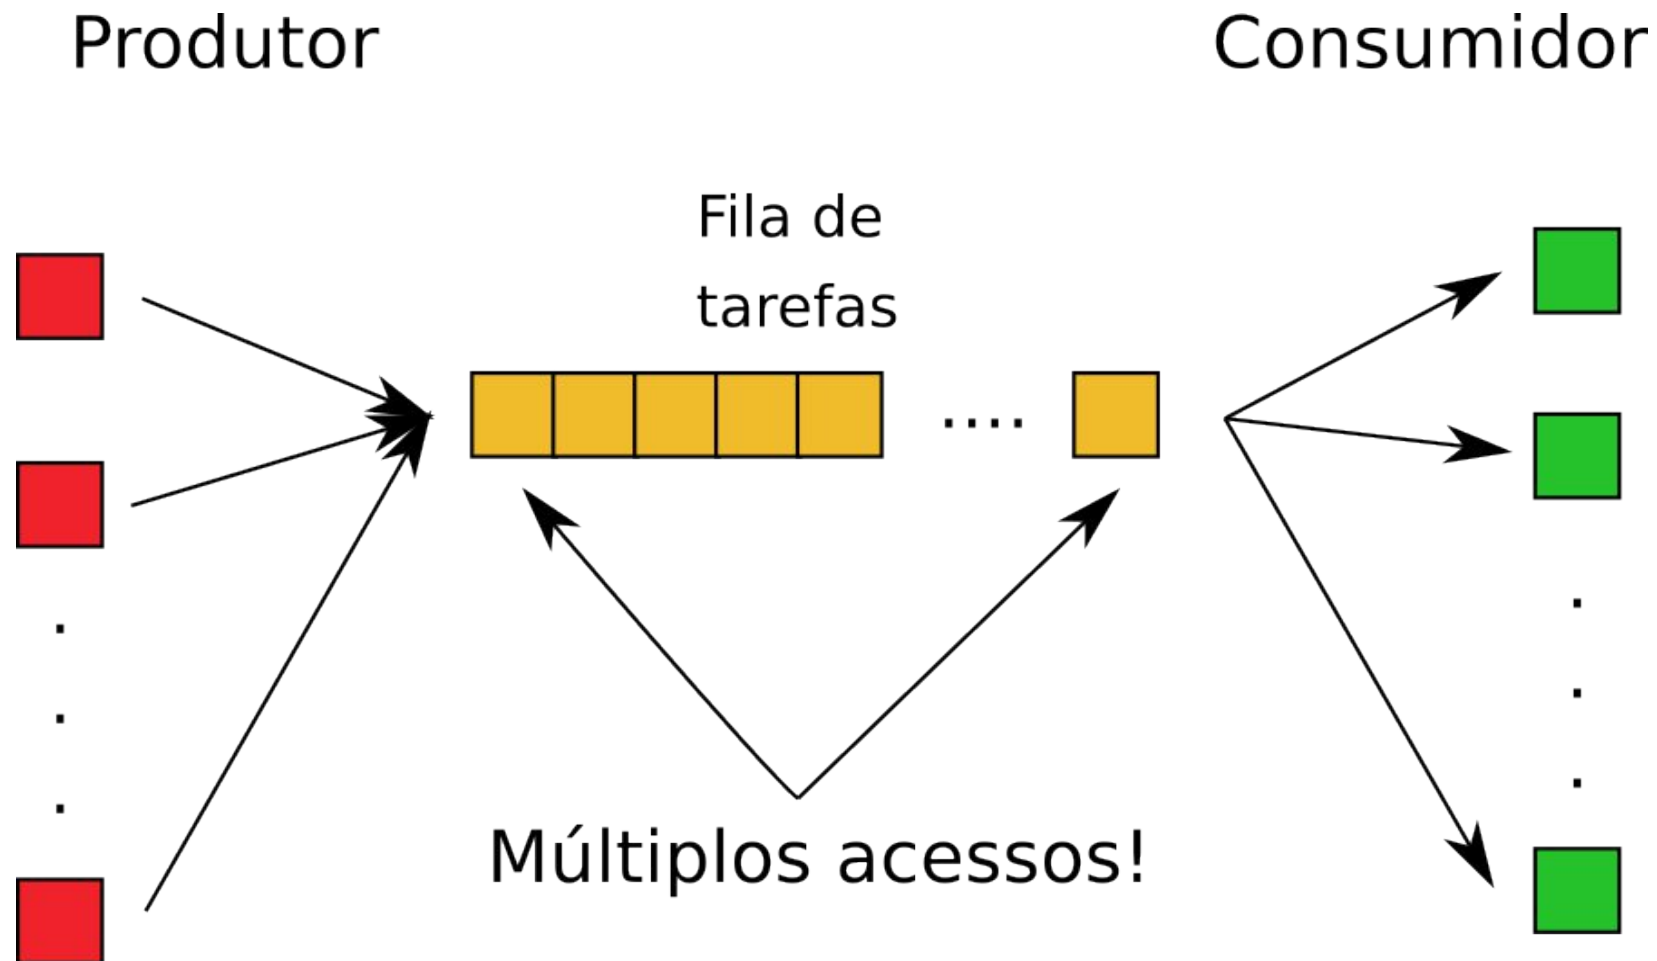 Produtor
Consumidor
Fila de
tarefas
....
Múltiplos acessos!